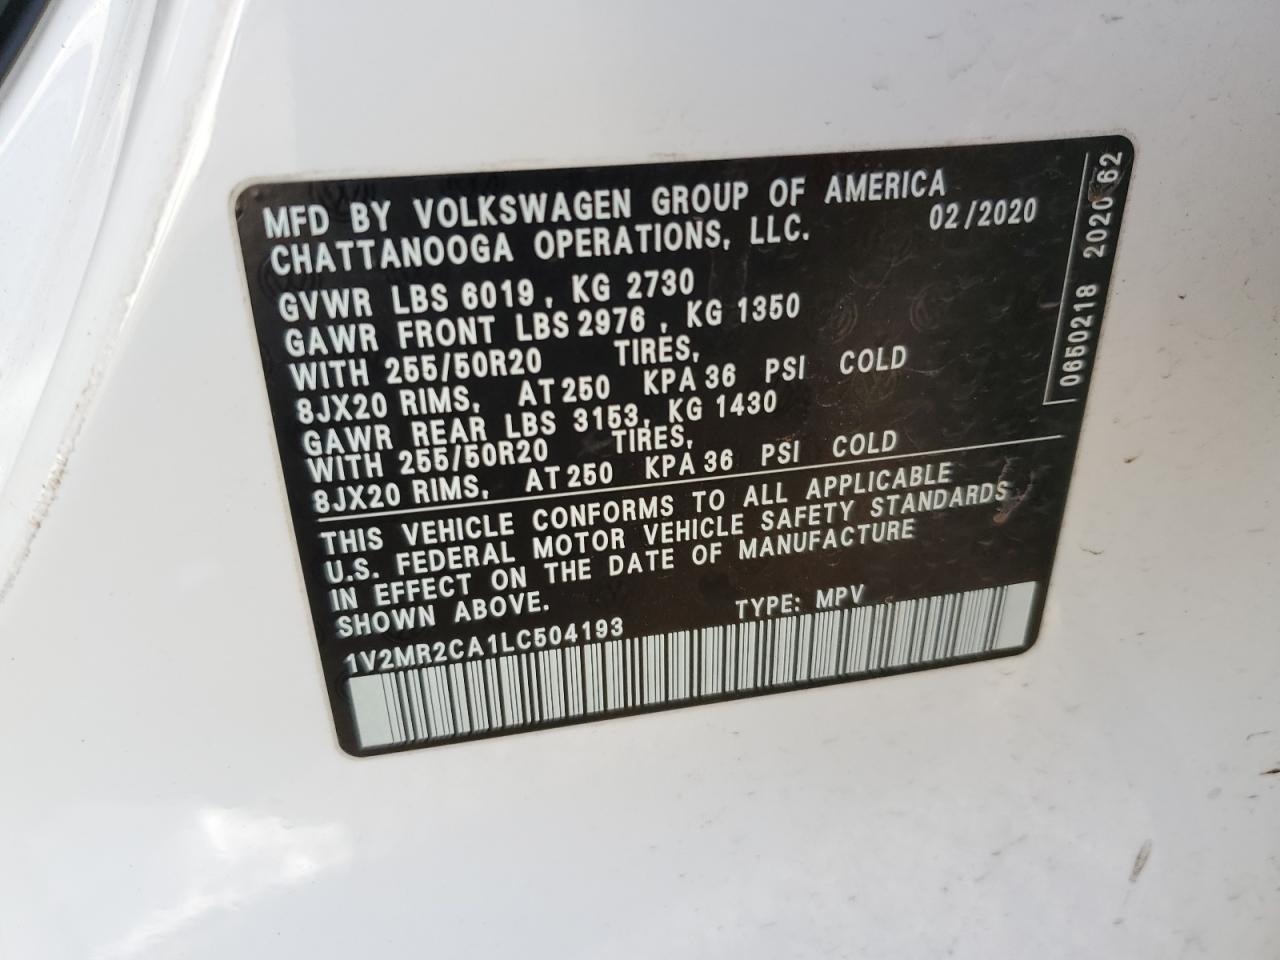 MFD BY VOLKSWAGEN GROUP OF AMERICA
CHATTANOOGA OPERATIONS, LLC. 02/2020
GVWR LBS 6019, KG 2730
GAWR FRONT LBS 2976, KG 1350
WITH 255/50R20 TIRES,
8JX20 RIMS, AT 250 KPA 36 PSI COLD
GAWR REAR LBS 3153, KG 1430
WITH 255/50R20 TIRES,
8JX20 RIMS, AT 250 KPA 36 PSI COLD
THIS VEHICLE CONFORMS TO ALL APPLICABLE
U.S. FEDERAL MOTOR VEHICLE SAFETY STANDARDS
IN EFFECT ON THE DATE OF MANUFACTURE
SHOWN ABOVE. TYPE: MPV
1V2MR2CA1LC504193
0650218 2020 62